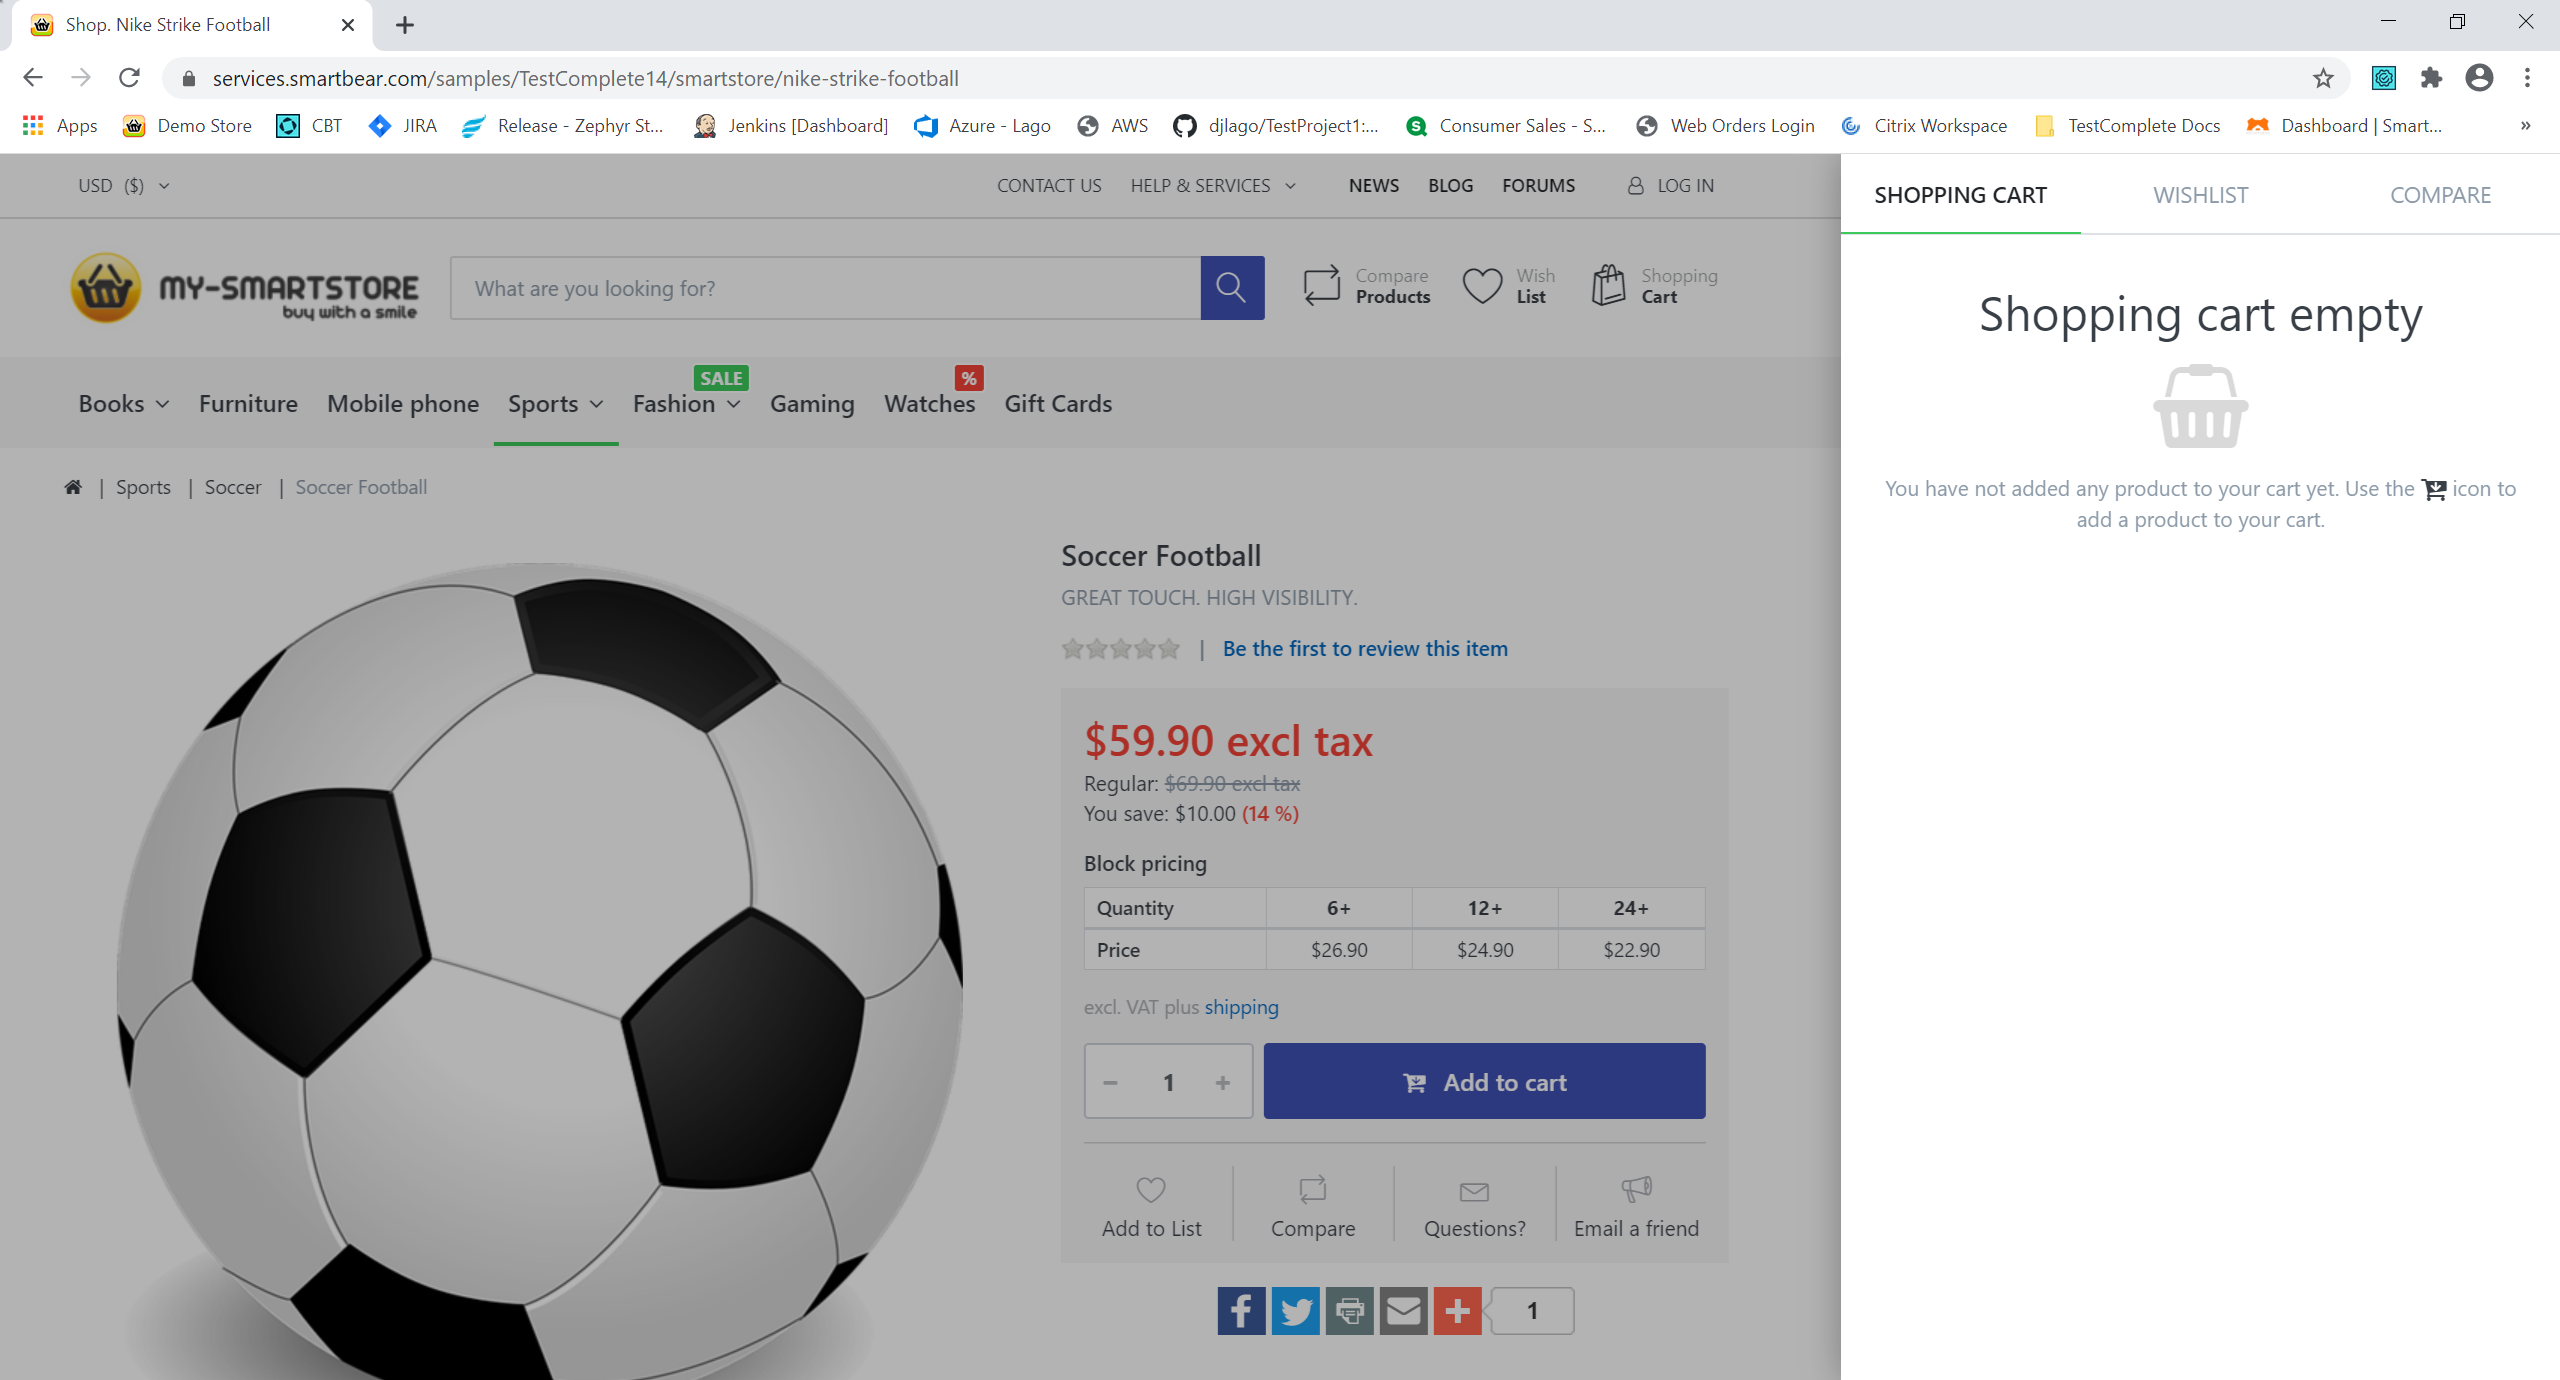 Shop. Nike Strike Football
services.smartbear.com/samples/TestComplete14/smartstore/nike-strike-football
Apps Demo Store CBT JIRA Release - Zephyr St... Jenkins [Dashboard] Azure - Lago AWS djlago/TestProject1:... Consumer Sales - S... Web Orders Login Citrix Workspace TestComplete Docs Dashboard | Smart... »
USD ($) CONTACT US HELP & SERVICES NEWS BLOG FORUMS LOG IN
MY-SMARTSTORE
buy with a smile
What are you looking for?
Compare
Products
Wish
List
Shopping
Cart
SALE %
Books Furniture Mobile phone Sports Fashion Gaming Watches Gift Cards
| Sports | Soccer | Soccer Football
Soccer Football
GREAT TOUCH. HIGH VISIBILITY.
| Be the first to review this item
$59.90 excl tax
Regular: $69.90 excl tax
You save: $10.00 (14 %)
Block pricing
Quantity 6+ 12+ 24+
Price $26.90 $24.90 $22.90
excl. VAT plus shipping
− 1 + Add to cart
Add to List Compare Questions? Email a friend
1
SHOPPING CART WISHLIST COMPARE
Shopping cart empty
You have not added any product to your cart yet. Use the icon to
add a product to your cart.